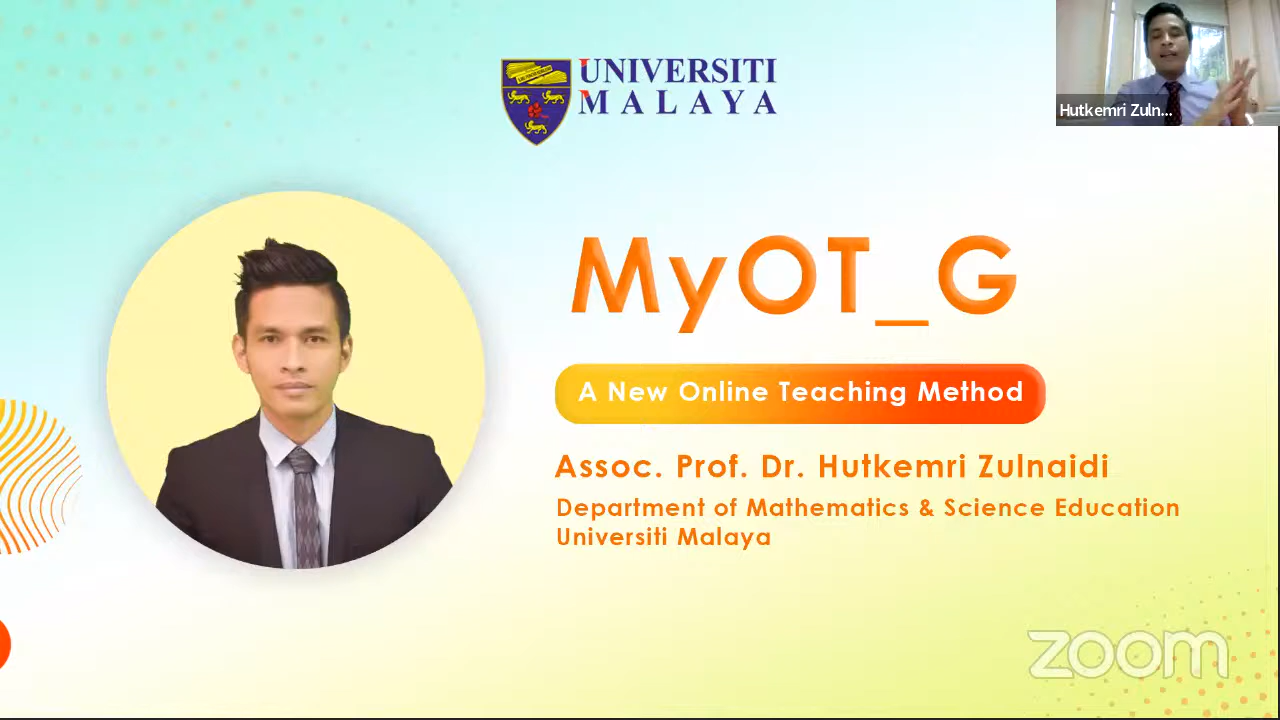 UNIVERSITI
MALAYA
Hutkemri Zuln...
MyOT_G
A New Online Teaching Method
Assoc. Prof. Dr. Hutkemri Zulnaidi
Department of Mathematics & Science Education
Universiti Malaya
zoom